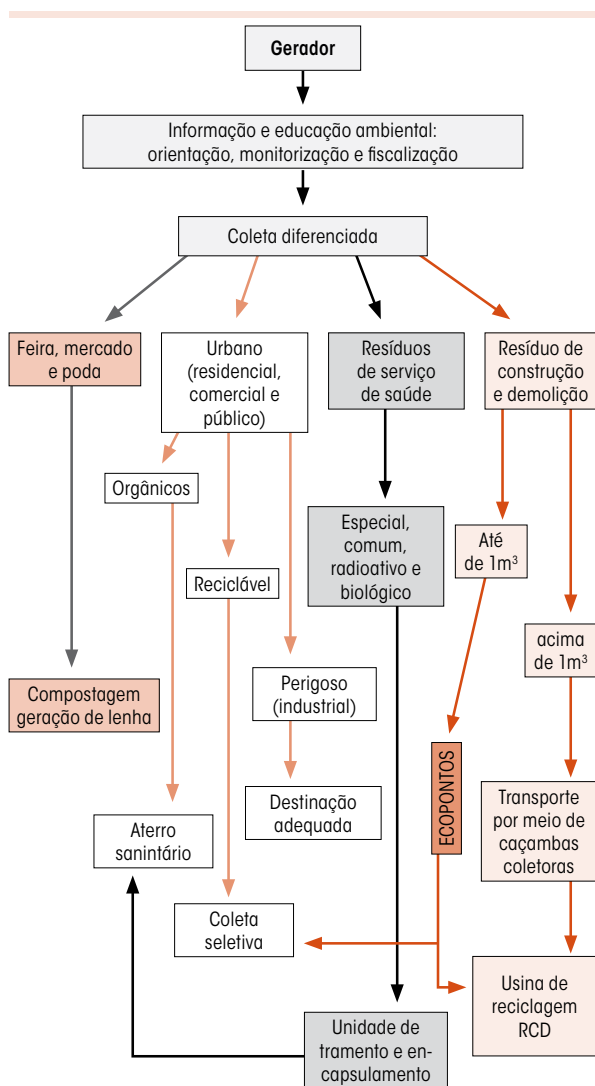 Gerador
Informação e educação ambiental:
orientação, monitorização e fiscalização
Coleta diferenciada
Feira, mercado
e poda
Urbano
(residencial,
comercial e
público)
Resíduos
de serviço
de saúde
Resíduo de
construção
e demolição
Orgânicos
Reciclável
Especial,
comum,
radioativo e
biológico
Até
de 1m³
acima
de 1m³
Compostagem
geração de lenha
Perigoso
(industrial)
ECOPONTOS
Destinação
adequada
Transporte
por meio de
caçambas
coletoras
Aterro
sanintário
Coleta
seletiva
Usina de
reciclagem
RCD
Unidade de
tramento e en-
capsulamento